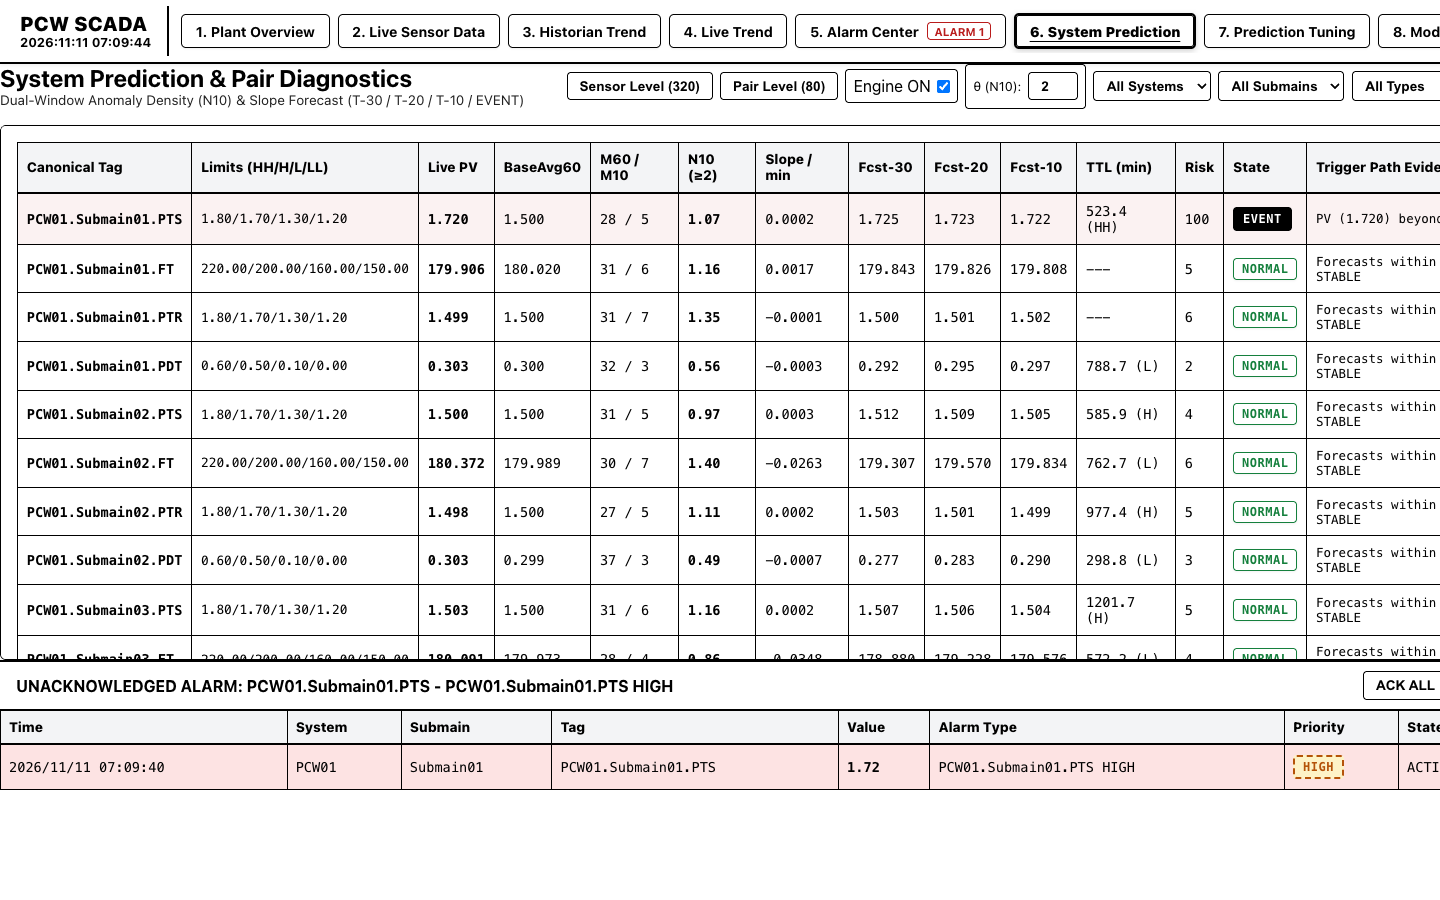 PCW SCADA
2026:11:11 07:09:44
1. Plant Overview
2. Live Sensor Data
3. Historian Trend
4. Live Trend
5. Alarm Center ALARM 1
6. System Prediction
7. Prediction Tuning
8. Mod
System Prediction & Pair Diagnostics
Dual-Window Anomaly Density (N10) & Slope Forecast (T-30 / T-20 / T-10 / EVENT)
Sensor Level (320)
Pair Level (80)
Engine ON
θ (N10): 2
All Systems
All Submains
All Types
Canonical Tag Limits (HH/H/L/LL) Live PV BaseAvg60 M60 / M10 N10 (≥2) Slope / min Fcst-30 Fcst-20 Fcst-10 TTL (min) Risk State Trigger Path Evide
PCW01.Submain01.PTS 1.80/1.70/1.30/1.20 1.720 1.500 28 / 5 1.07 0.0002 1.725 1.723 1.722 523.4 (HH) 100 EVENT PV (1.720) beyond
PCW01.Submain01.FT 220.00/200.00/160.00/150.00 179.906 180.020 31 / 6 1.16 0.0017 179.843 179.826 179.808 --- 5 NORMAL Forecasts within STABLE
PCW01.Submain01.PTR 1.80/1.70/1.30/1.20 1.499 1.500 31 / 7 1.35 −0.0001 1.500 1.501 1.502 --- 6 NORMAL Forecasts within STABLE
PCW01.Submain01.PDT 0.60/0.50/0.10/0.00 0.303 0.300 32 / 3 0.56 −0.0003 0.292 0.295 0.297 788.7 (L) 2 NORMAL Forecasts within STABLE
PCW01.Submain02.PTS 1.80/1.70/1.30/1.20 1.500 1.500 31 / 5 0.97 0.0003 1.512 1.509 1.505 585.9 (H) 4 NORMAL Forecasts within STABLE
PCW01.Submain02.FT 220.00/200.00/160.00/150.00 180.372 179.989 30 / 7 1.40 −0.0263 179.307 179.570 179.834 762.7 (L) 6 NORMAL Forecasts within STABLE
PCW01.Submain02.PTR 1.80/1.70/1.30/1.20 1.498 1.500 27 / 5 1.11 0.0002 1.503 1.501 1.499 977.4 (H) 5 NORMAL Forecasts within STABLE
PCW01.Submain02.PDT 0.60/0.50/0.10/0.00 0.303 0.299 37 / 3 0.49 −0.0007 0.277 0.283 0.290 298.8 (L) 3 NORMAL Forecasts within STABLE
PCW01.Submain03.PTS 1.80/1.70/1.30/1.20 1.503 1.500 31 / 6 1.16 0.0002 1.507 1.506 1.504 1201.7 (H) 5 NORMAL Forecasts within STABLE
PCW01.Submain03.FT 220.00/200.00/160.00/150.00 180.091 179.973 28 / 4 0.86 NORMAL Forecasts within
UNACKNOWLEDGED ALARM: PCW01.Submain01.PTS - PCW01.Submain01.PTS HIGH
ACK ALL
Time System Submain Tag Value Alarm Type Priority State
2026/11/11 07:09:40 PCW01 Submain01 PCW01.Submain01.PTS 1.72 PCW01.Submain01.PTS HIGH HIGH ACTI